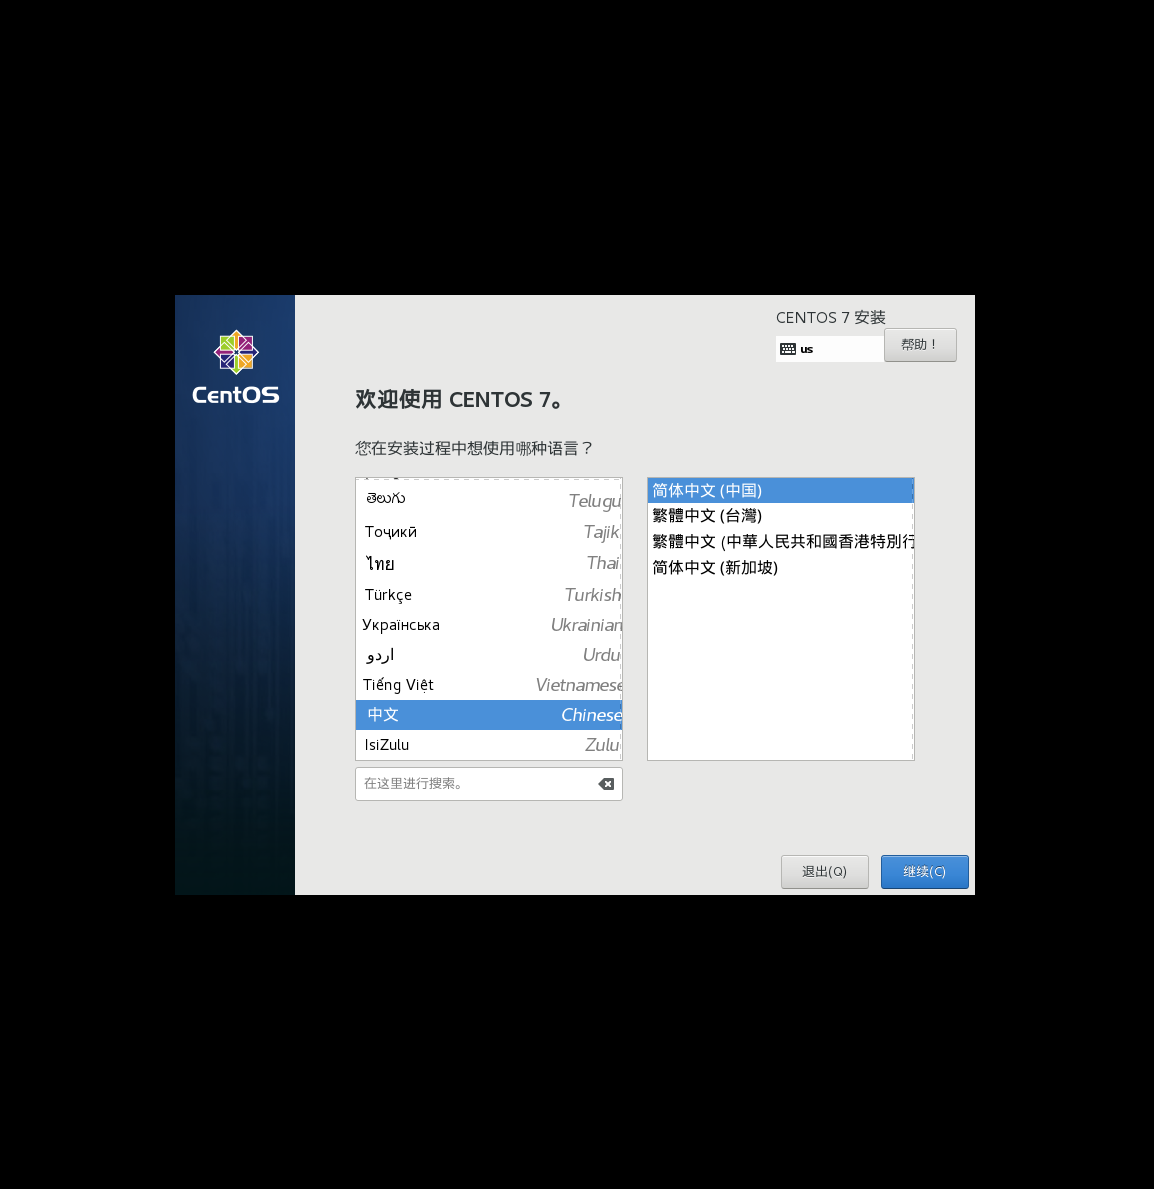 CentOS
CENTOS 7 安装
us
帮助！
欢迎使用 CENTOS 7。
您在安装过程中想使用哪种语言？
తెలుగు Telugu
Тоҷикӣ Tajik
ไทย Thai
Türkçe Turkish
Українська Ukrainian
اردو Urdu
Tiếng Việt Vietnamese
中文 Chinese
IsiZulu Zulu
在这里进行搜索。
简体中文 (中国)
繁體中文 (台灣)
繁體中文 (中華人民共和國香港特別行
简体中文 (新加坡)
退出(Q)
继续(C)